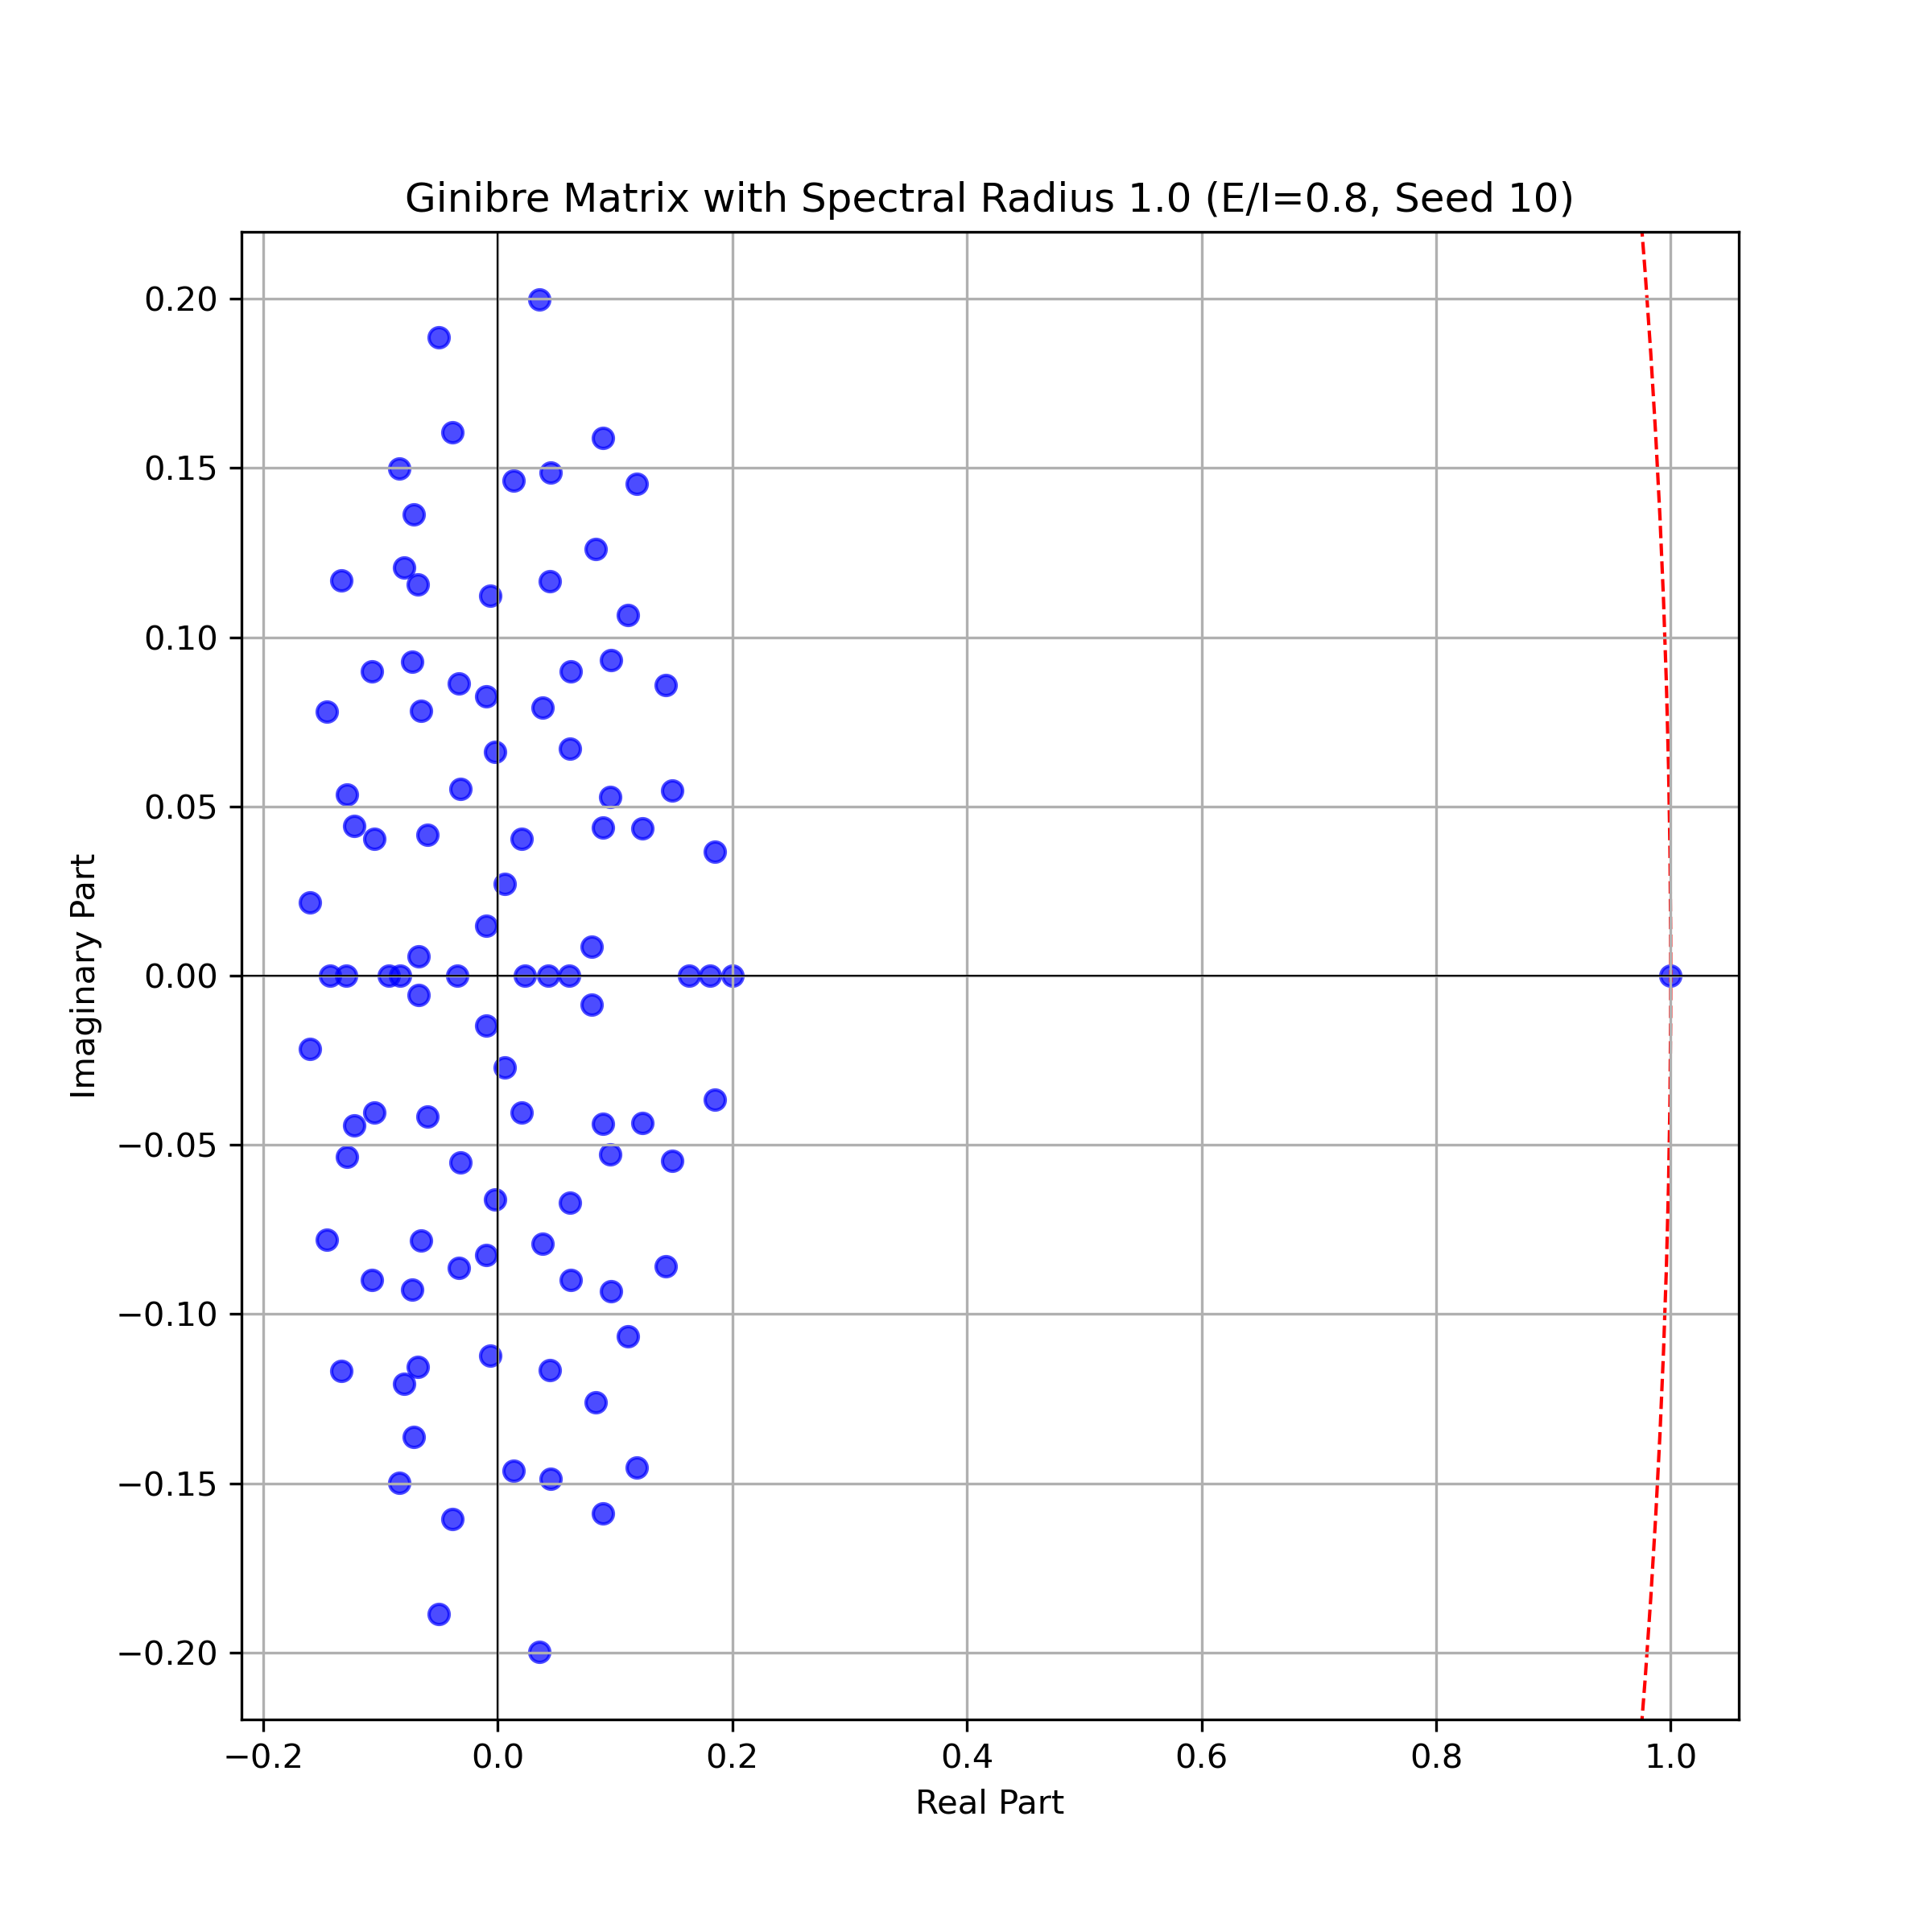 Ginibre Matrix with Spectral Radius 1.0 (E/I=0.8, Seed 10)
0.20
0.15
0.10
0.05
0.00
−0.05
−0.10
−0.15
−0.20
Imaginary Part
−0.2 0.0 0.2 0.4 0.6 0.8 1.0
Real Part